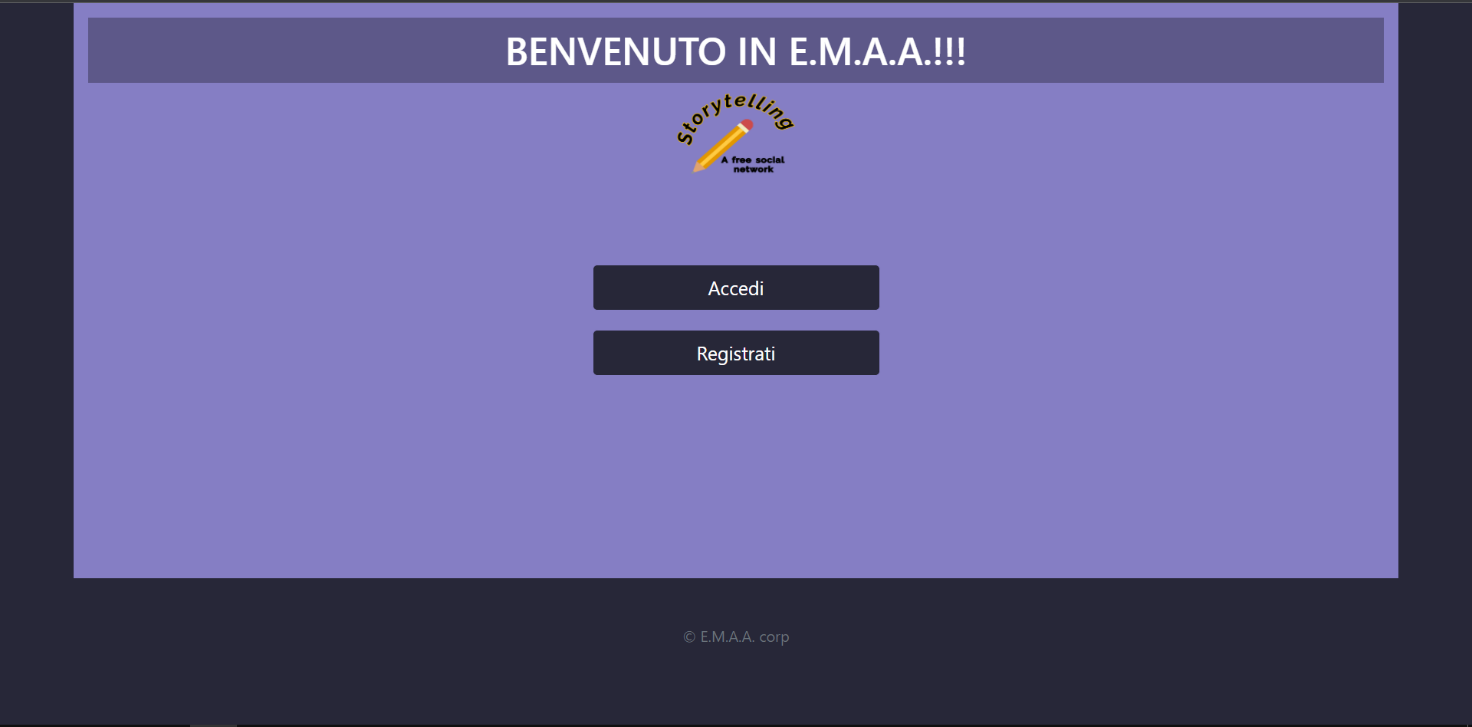 BENVENUTO IN E.M.A.A.!!!
Storytelling
A free social
network
Accedi
Registrati
© E.M.A.A. corp